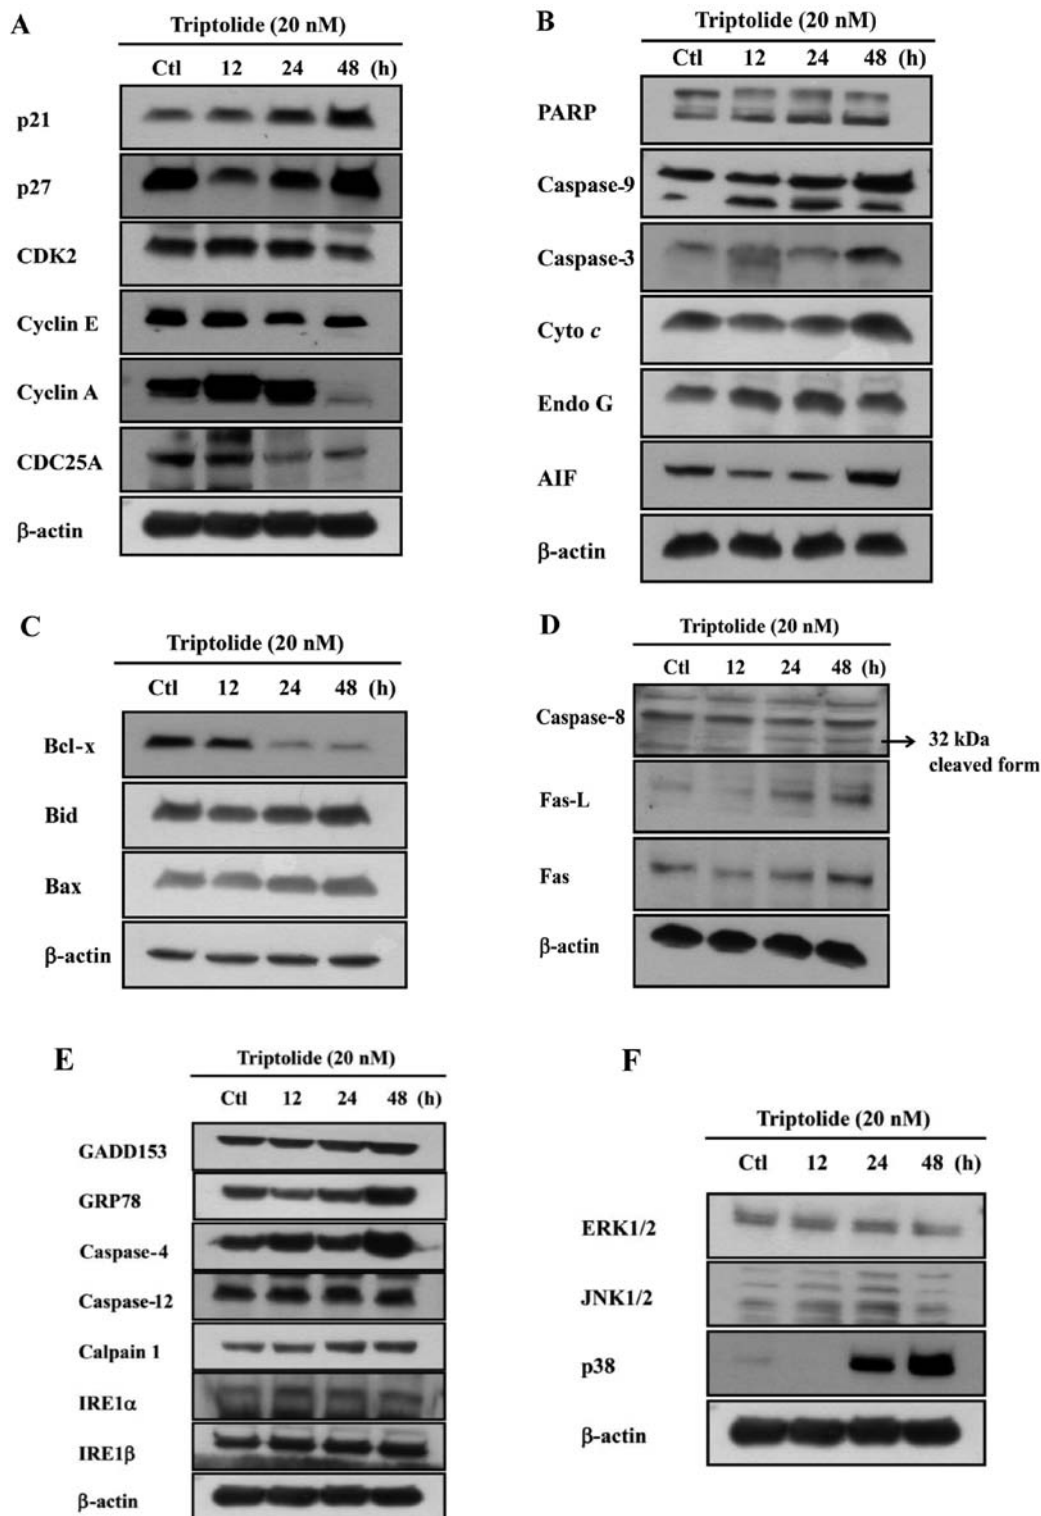 A
Triptolide (20 nM)
Ctl 12 24 48 (h)
p21
p27
CDK2
Cyclin E
Cyclin A
CDC25A
β-actin
B
Triptolide (20 nM)
Ctl 12 24 48 (h)
PARP
Caspase-9
Caspase-3
Cyto c
Endo G
AIF
β-actin
C
Triptolide (20 nM)
Ctl 12 24 48 (h)
Bcl-x
Bid
Bax
β-actin
D
Triptolide (20 nM)
Ctl 12 24 48 (h)
Caspase-8
32 kDa
cleaved form
Fas-L
Fas
β-actin
E
Triptolide (20 nM)
Ctl 12 24 48 (h)
GADD153
GRP78
Caspase-4
Caspase-12
Calpain 1
IRE1α
IRE1β
β-actin
F
Triptolide (20 nM)
Ctl 12 24 48 (h)
ERK1/2
JNK1/2
p38
β-actin